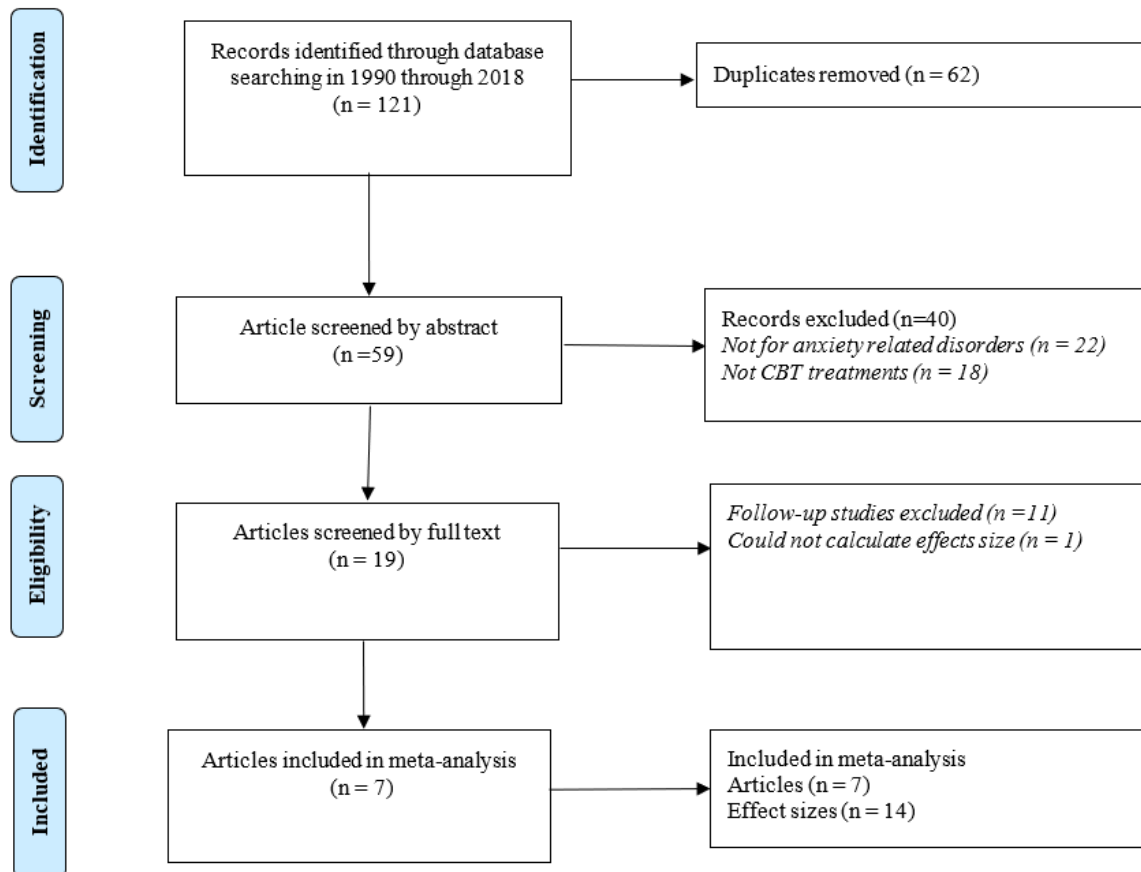 Identification
Records identified through database
searching in 1990 through 2018
(n = 121)
Duplicates removed (n = 62)
Screening
Article screened by abstract
(n =59)
Records excluded (n=40)
Not for anxiety related disorders (n = 22)
Not CBT treatments (n = 18)
Eligibility
Articles screened by full text
(n = 19)
Follow-up studies excluded (n =11)
Could not calculate effects size (n = 1)
Included
Articles included in meta-analysis
(n = 7)
Included in meta-analysis
Articles (n = 7)
Effect sizes (n = 14)